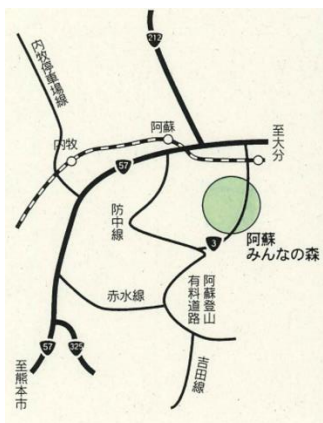 212
内牧停車場線
阿蘇
至大分
内牧
57
防中線
3
阿蘇
みんなの森
阿蘇登山
有料道路
赤水線
57
325
吉田線
至熊本市